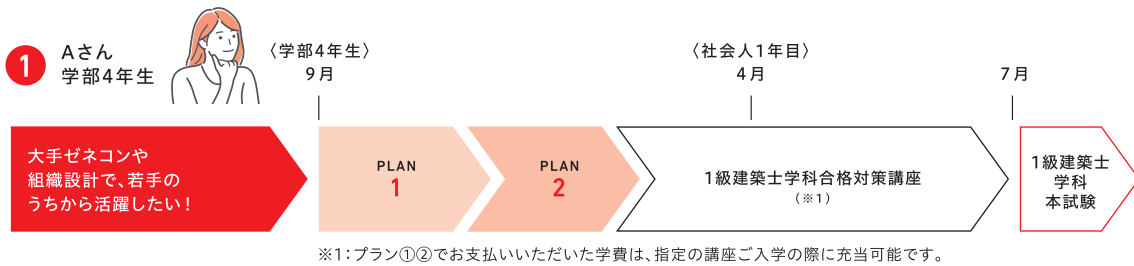 1
Aさん
学部4年生
〈学部4年生〉
9月
〈社会人1年目〉
4月
7月
大手ゼネコンや
組織設計で、若手の
うちから活躍したい！
PLAN
1
PLAN
2
1級建築士学科合格対策講座
（※1）
1級建築士
学科
本試験
※1：プラン①②でお支払いいただいた学費は、指定の講座ご入学の際に充当可能です。